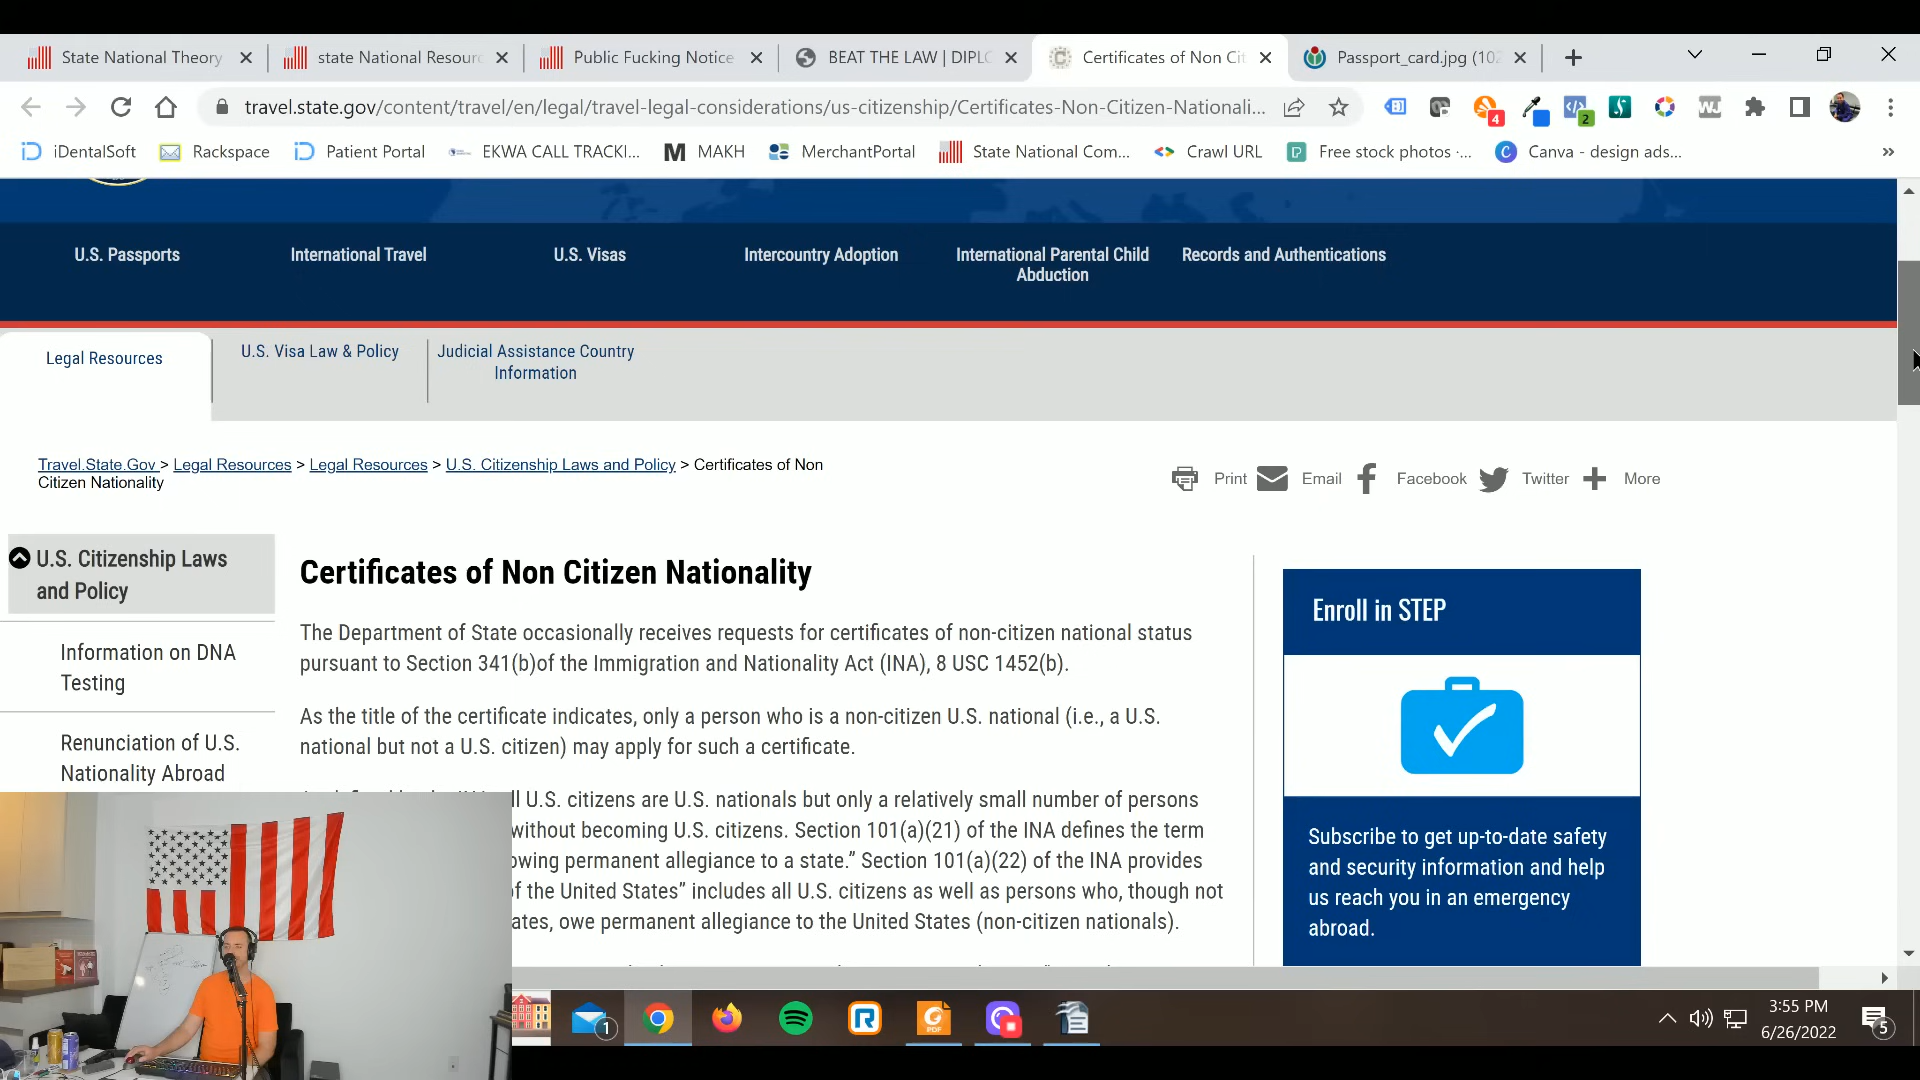 State National Theory
state National Resour
Public Fucking Notice
BEAT THE LAW | DIPL
Certificates of Non Cit
Passport_card.jpg (102
travel.state.gov/content/travel/en/legal/travel-legal-considerations/us-citizenship/Certificates-Non-Citizen-Nationali...
4
2
iDentalSoft
Rackspace
Patient Portal
EKWA CALL TRACKI...
MAKH
MerchantPortal
State National Com...
Crawl URL
Free stock photos ·...
Canva - design ads...
U.S. Passports
International Travel
U.S. Visas
Intercountry Adoption
International Parental Child
Abduction
Records and Authentications
Legal Resources
U.S. Visa Law & Policy
Judicial Assistance Country
Information
Travel.State.Gov > Legal Resources > Legal Resources > U.S. Citizenship Laws and Policy > Certificates of Non
Citizen Nationality
Print
Email
Facebook
Twitter
More
U.S. Citizenship Laws
and Policy
Information on DNA
Testing
Renunciation of U.S.
Nationality Abroad
Certificates of Non Citizen Nationality
The Department of State occasionally receives requests for certificates of non-citizen national status
pursuant to Section 341(b)of the Immigration and Nationality Act (INA), 8 USC 1452(b).
As the title of the certificate indicates, only a person who is a non-citizen U.S. national (i.e., a U.S.
national but not a U.S. citizen) may apply for such a certificate.
ll U.S. citizens are U.S. nationals but only a relatively small number of persons
without becoming U.S. citizens. Section 101(a)(21) of the INA defines the term
owing permanent allegiance to a state.” Section 101(a)(22) of the INA provides
f the United States” includes all U.S. citizens as well as persons who, though not
ates, owe permanent allegiance to the United States (non-citizen nationals).
Enroll in STEP
Subscribe to get up-to-date safety
and security information and help
us reach you in an emergency
abroad.
1
PDF
3:55 PM
6/26/2022
5